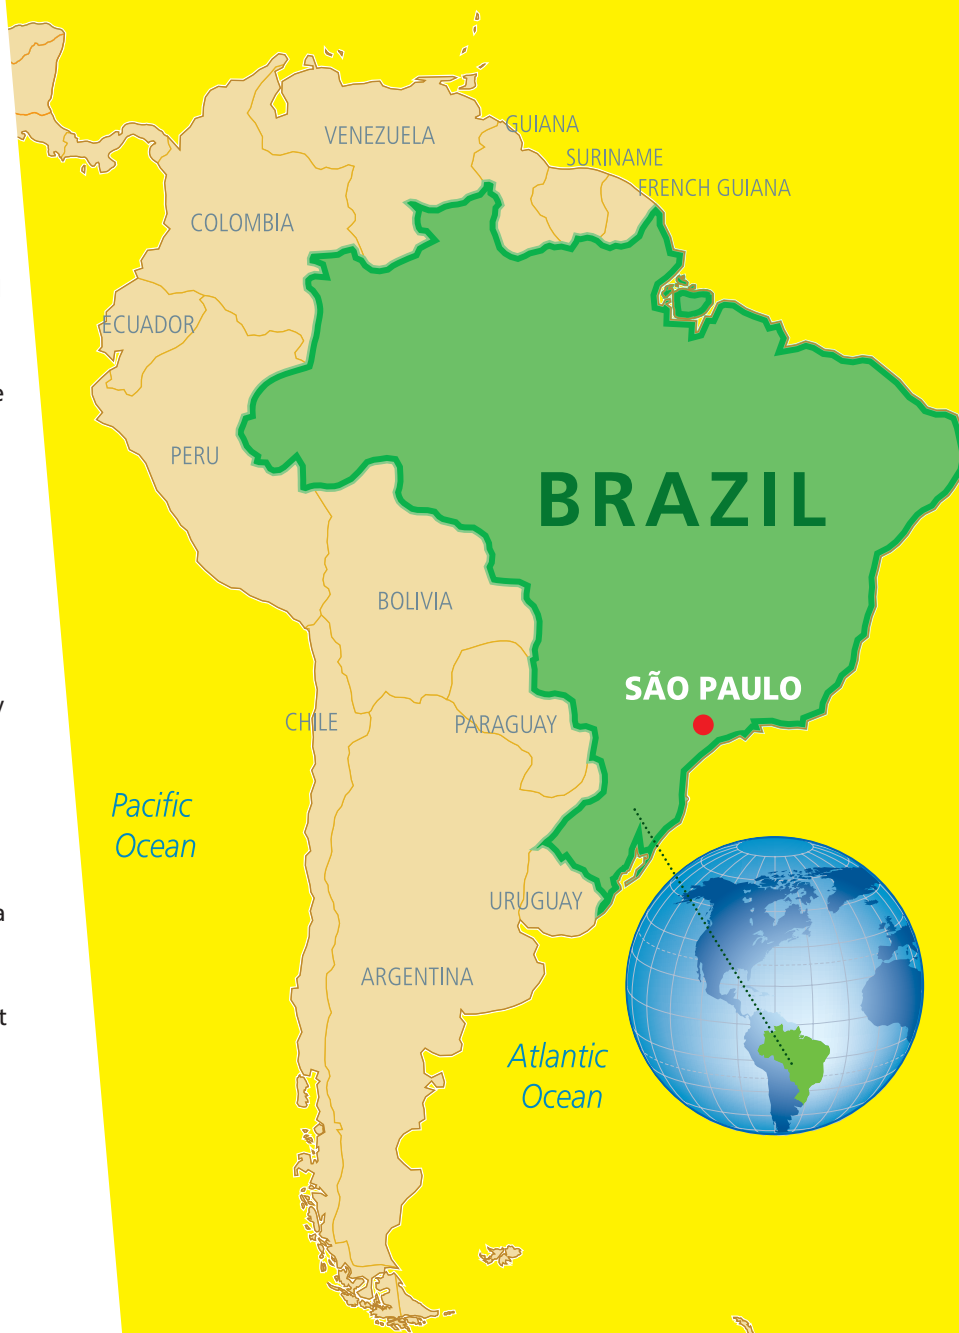 VENEZUELA
GUIANA
SURINAME
FRENCH GUIANA
COLOMBIA
ECUADOR
e
PERU
BRAZIL
BOLIVIA
SÃO PAULO
y
CHILE
PARAGUAY
Pacific
Ocean
URUGUAY
a
ARGENTINA
t
Atlantic
Ocean